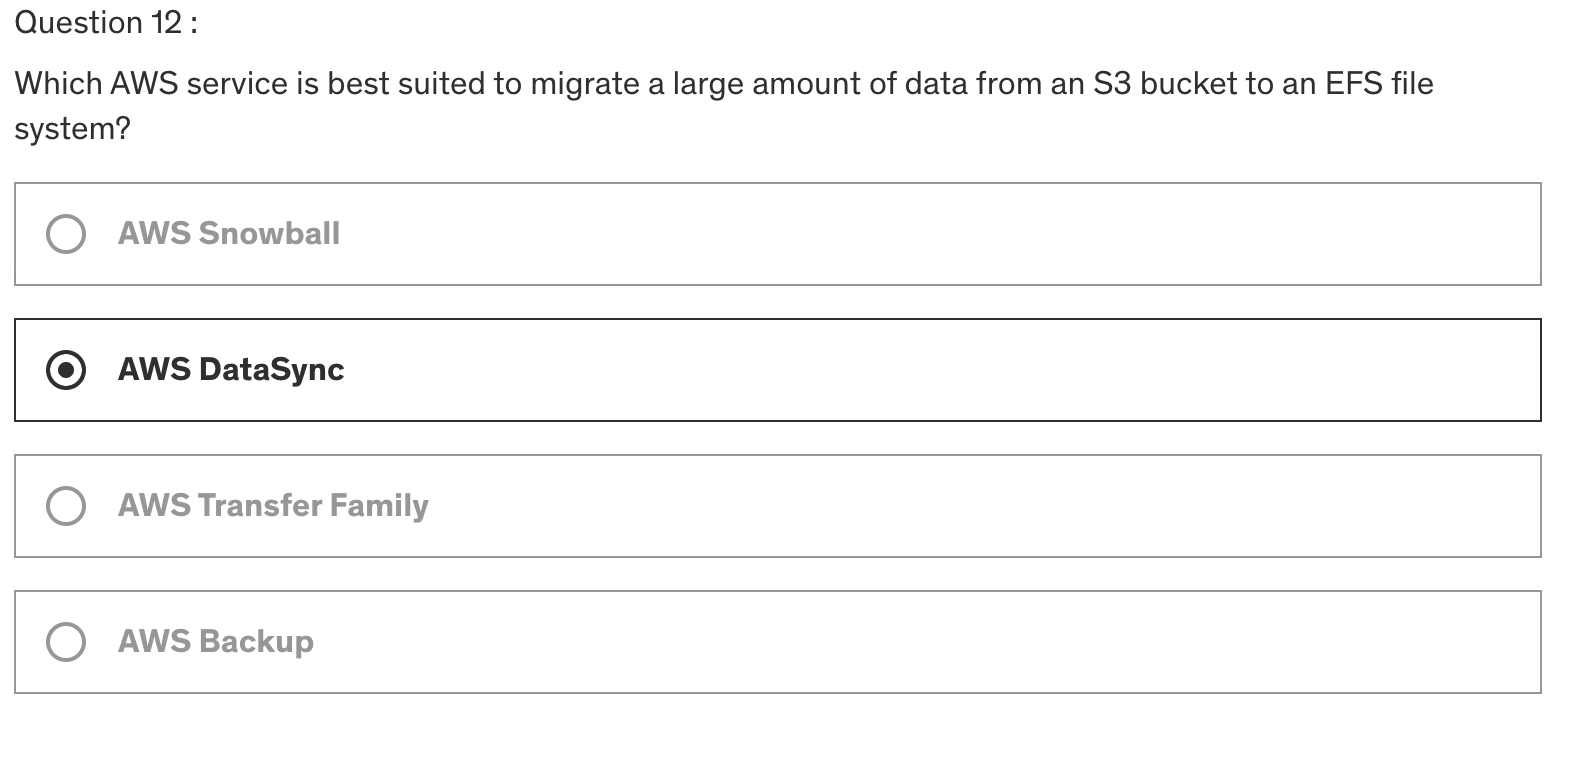 Question 12 :
Which AWS service is best suited to migrate a large amount of data from an S3 bucket to an EFS file
system?
AWS Snowball
AWS DataSync
AWS Transfer Family
AWS Backup